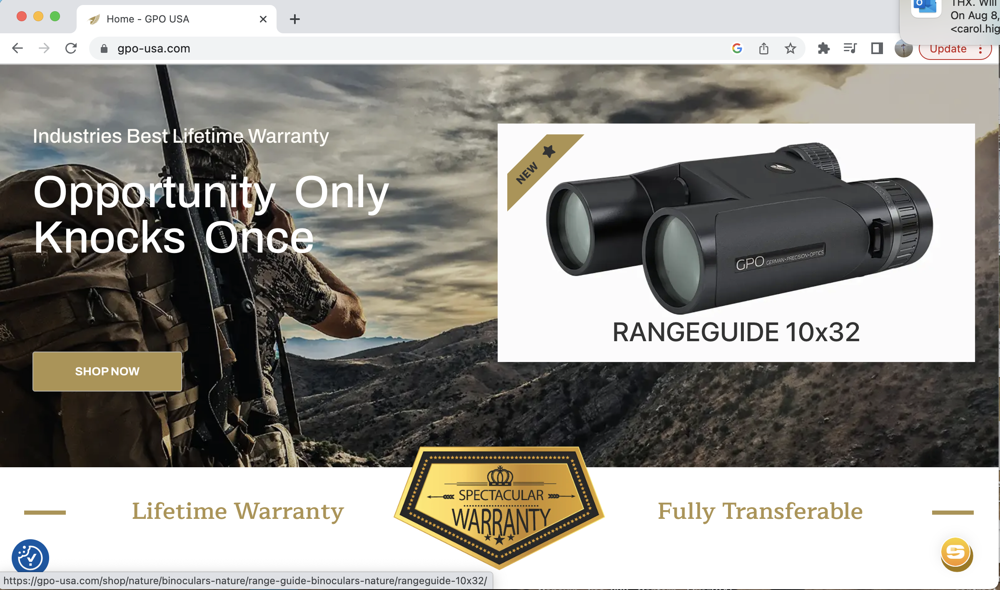 Home - GPO USA
THX. Will
On Aug 8,
<carol.hig
gpo-usa.com
Update
Industries Best Lifetime Warranty
Opportunity Only
Knocks Once
SHOP NOW
NEW
GPO GERMAN•PRECISION•OPTICS
RANGEGUIDE 10x32
Lifetime Warranty
SPECTACULAR
WARRANTY
Fully Transferable
https://gpo-usa.com/shop/nature/binoculars-nature/range-guide-binoculars-nature/rangeguide-10x32/